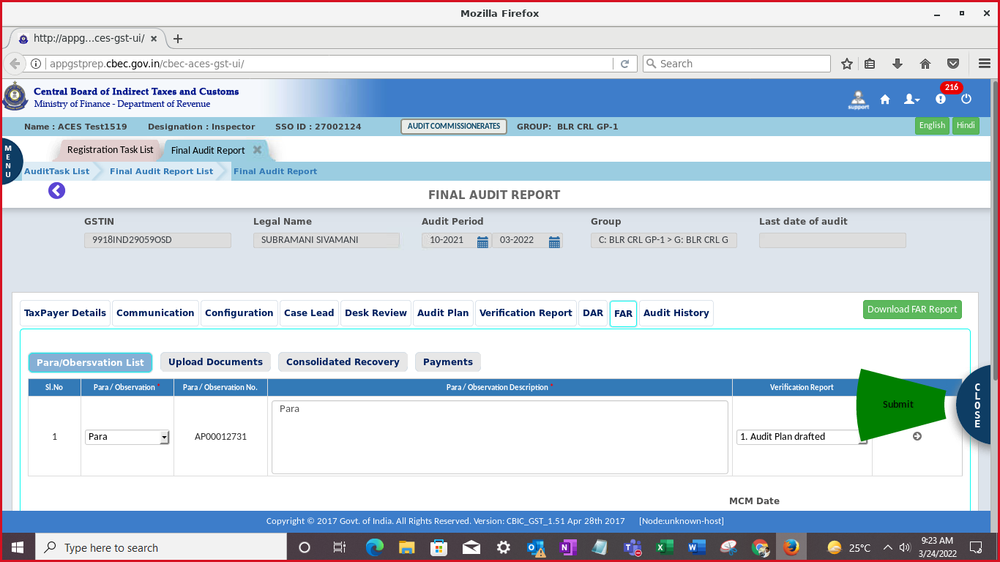 Mozilla Firefox
http://appg...ces-gst-ui/
appgstprep.cbec.gov.in/cbec-aces-gst-ui/
Search
Central Board of Indirect Taxes and Customs
Ministry of Finance - Department of Revenue
support
216
Name : ACES Test1519 Designation : Inspector SSO ID : 27002124 AUDIT COMMISSIONERATES GROUP: BLR CRL GP-1 English Hindi
MENU
Registration Task List Final Audit Report
AuditTask List Final Audit Report List Final Audit Report
FINAL AUDIT REPORT
GSTIN Legal Name Audit Period Group Last date of audit
9918IND29059OSD SUBRAMANI SIVAMANI 10-2021 03-2022 C: BLR CRL GP-1 > G: BLR CRL G
TaxPayer Details Communication Configuration Case Lead Desk Review Audit Plan Verification Report DAR FAR Audit History Download FAR Report
Para/Obersvation List Upload Documents Consolidated Recovery Payments
Sl.No Para / Observation * Para / Observation No. Para / Observation Description * Verification Report
1 Para AP00012731 Para 1. Audit Plan drafted
Submit
CLOSE
MCM Date
Copyright © 2017 Govt. of India. All Rights Reserved. Version: CBIC_GST_1.51 Apr 28th 2017 [Node:unknown-host]
Type here to search
25°C
9:23 AM
3/24/2022